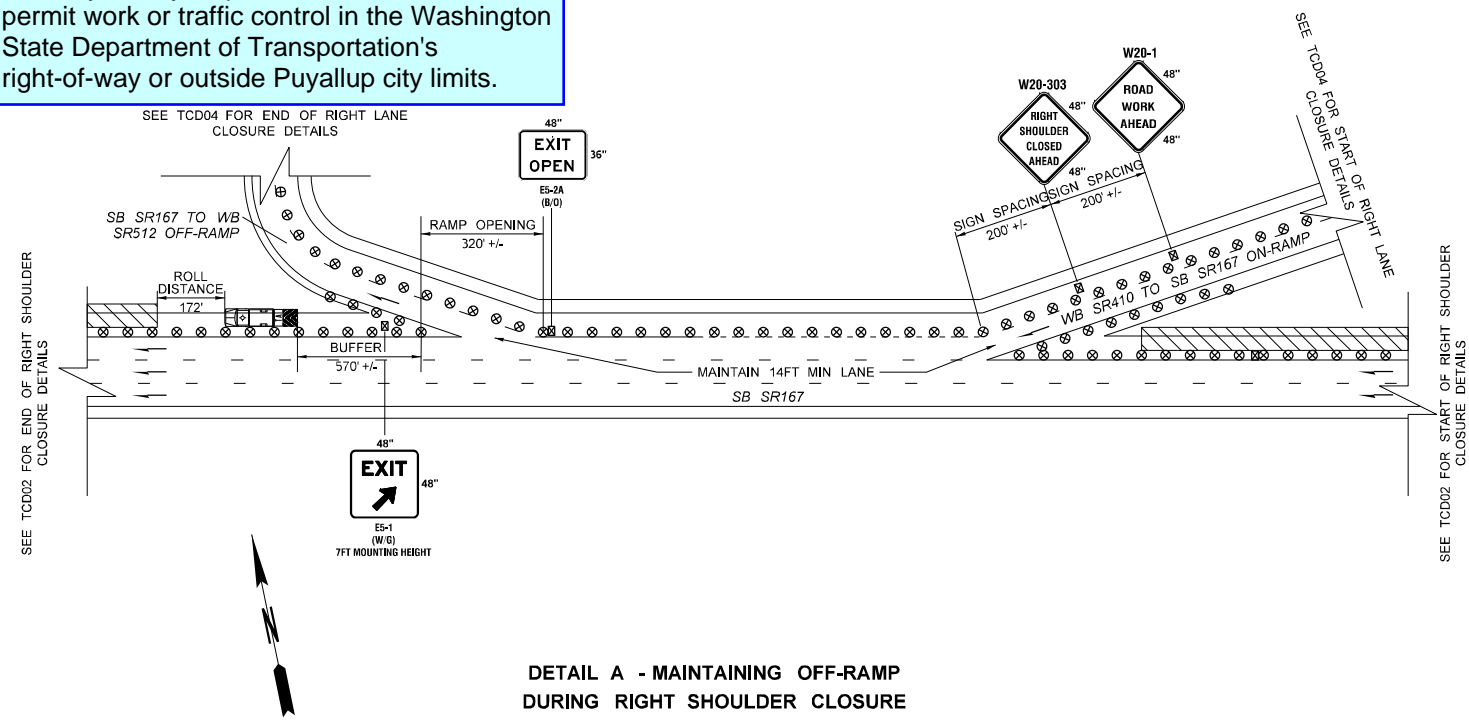 permit work or traffic control in the Washington
State Department of Transportation's
right-of-way or outside Puyallup city limits.
SEE TCD04 FOR END OF RIGHT LANE
CLOSURE DETAILS
48"
EXIT
OPEN
36"
E5-2A
(B/O)
W20-303
48"
RIGHT
SHOULDER
CLOSED
AHEAD
48"
W20-1
48"
ROAD
WORK
AHEAD
48"
SEE TCD04 FOR START OF RIGHT LANE
CLOSURE DETAILS
SIGN SPACING
200' +/-
SIGN SPACING
200' +/-
SB SR167 TO WB
SR512 OFF-RAMP
RAMP OPENING
320' +/-
WB SR410 TO SB SR167 ON-RAMP
ROLL
DISTANCE
172'
BUFFER
570' +/-
MAINTAIN 14FT MIN LANE
SB SR167
SEE TCD02 FOR END OF RIGHT SHOULDER
CLOSURE DETAILS
SEE TCD02 FOR START OF RIGHT SHOULDER
CLOSURE DETAILS
48"
EXIT
48"
E5-1
(W/G)
7FT MOUNTING HEIGHT
N
DETAIL A - MAINTAINING OFF-RAMP
DURING RIGHT SHOULDER CLOSURE